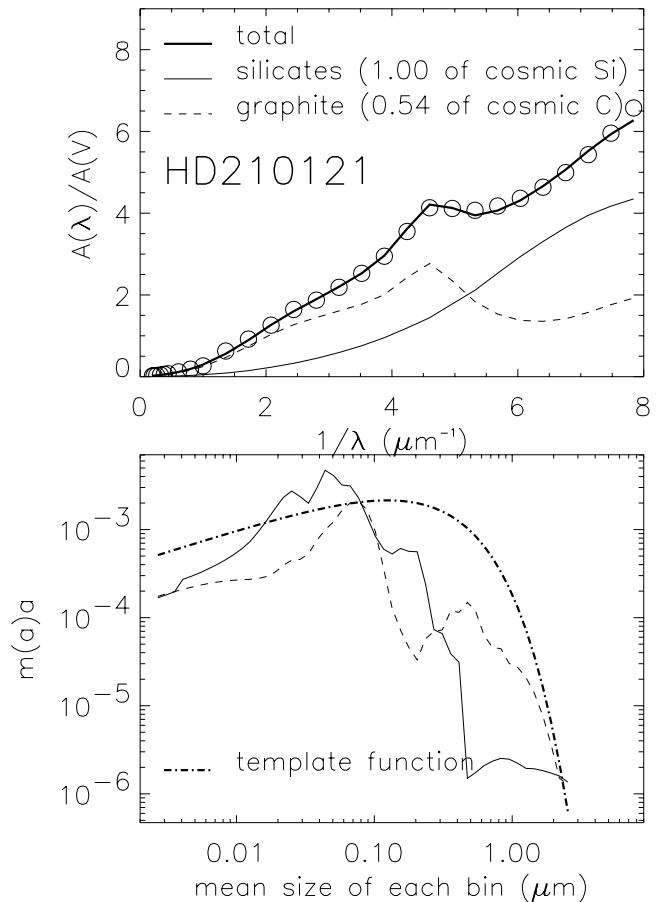 9
8
6
4
2
0
A(λ)/A(V)
total
silicates (1.00 of cosmic Si)
graphite (0.54 of cosmic C)
HD210121
0 2 4 6 8
1/λ (μm⁻¹)
10⁻³
10⁻⁴
10⁻⁵
10⁻⁶
m(a)a
template function
0.01 0.10 1.00
mean size of each bin (μm)